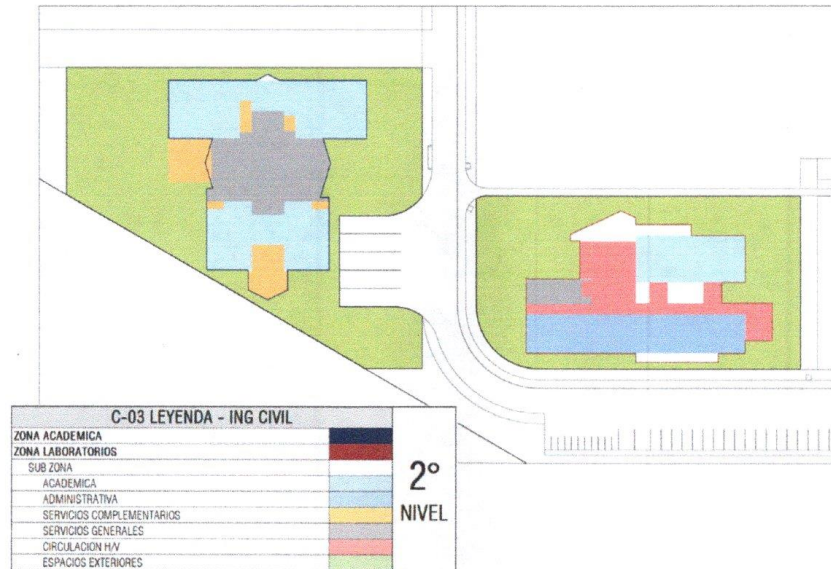 C-03 LEYENDA - ING CIVIL
ZONA ACADEMICA
ZONA LABORATORIOS
SUB ZONA
ACADEMICA
ADMINISTRATIVA
SERVICIOS COMPLEMENTARIOS
SERVICIOS GENERALES
CIRCULACION H/V
ESPACIOS EXTERIORES
2°
NIVEL